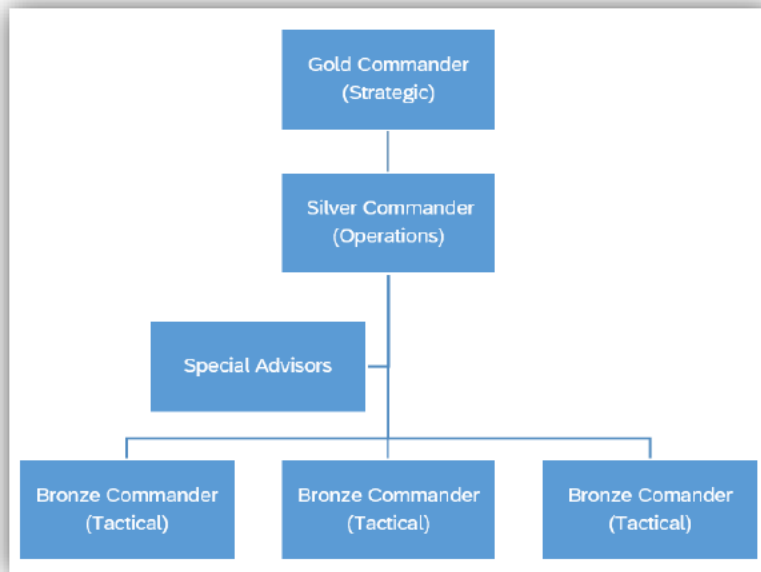 Gold Commander
(Strategic)
Silver Commander
(Operations)
Special Advisors
Bronze Commander
(Tactical)
Bronze Commander
(Tactical)
Bronze Comander
(Tactical)